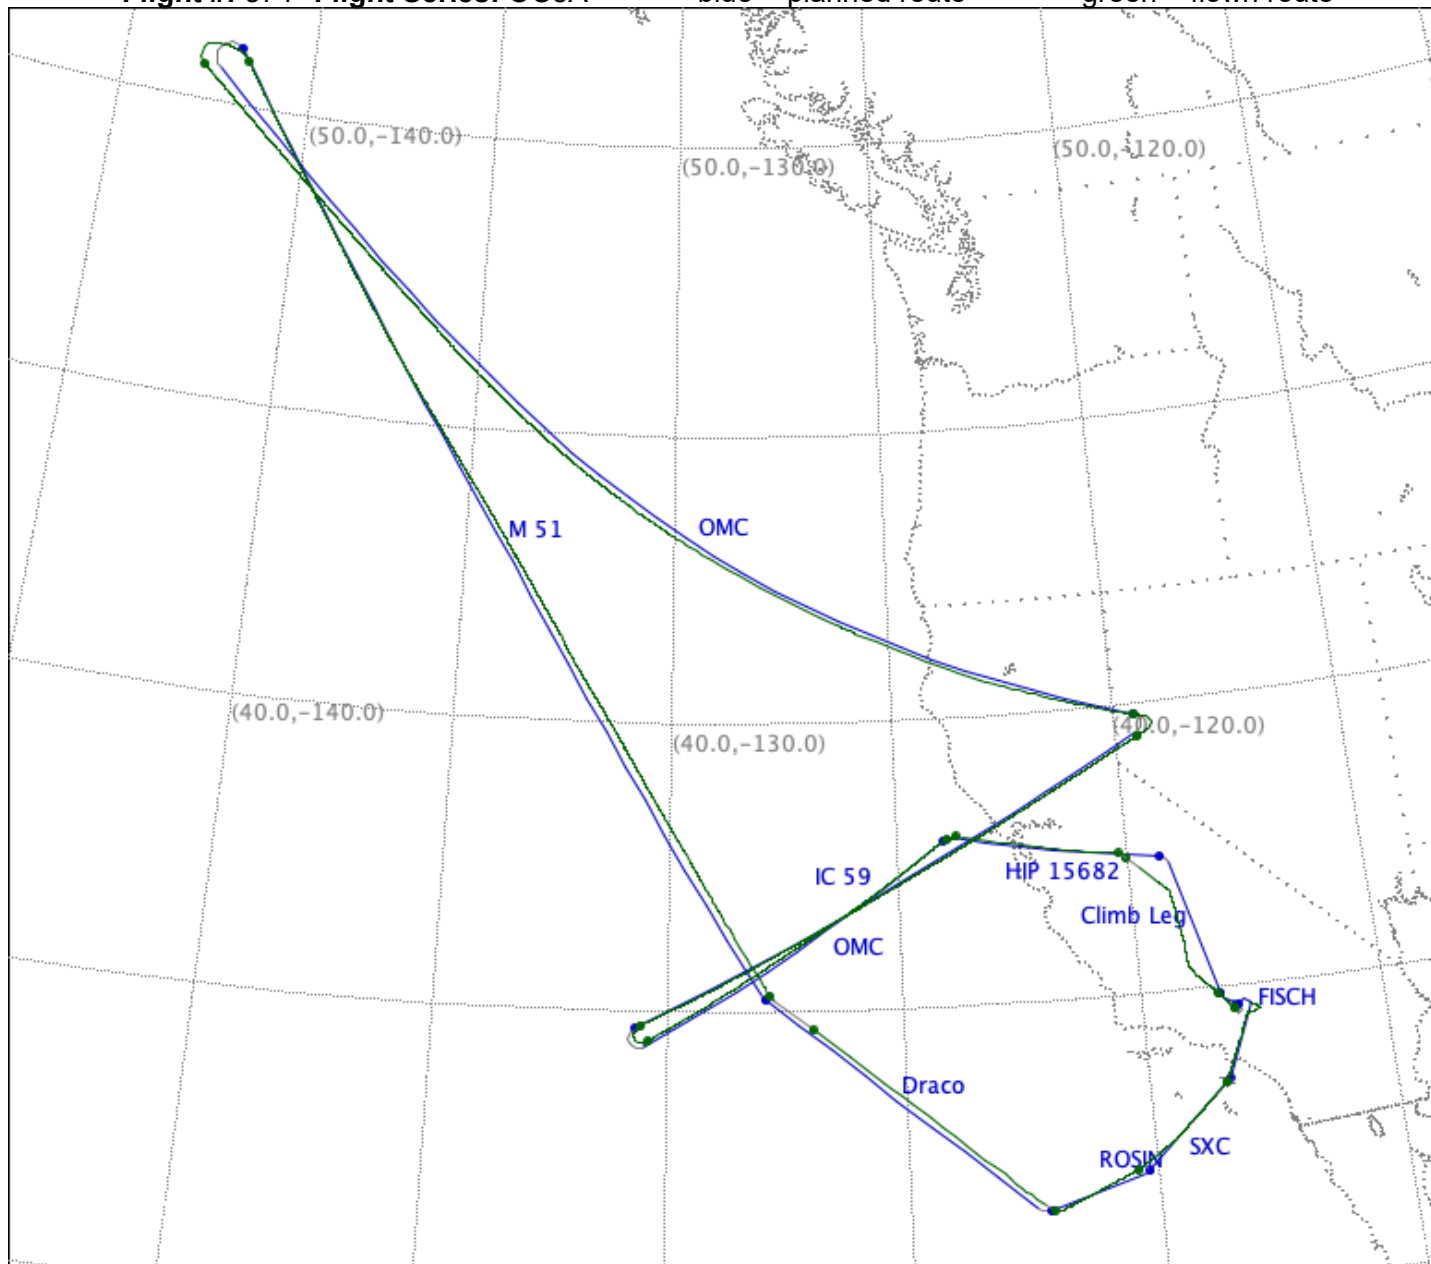 (50.0,-140.0)
(50.0,-130.0)
(50.0,-120.0)
M 51
OMC
(40.0,-140.0)
(40.0,-130.0)
(40.0,-120.0)
IC 59
HIP 15682
Climb Leg
OMC
FISCH
Draco
ROSIN
SXC